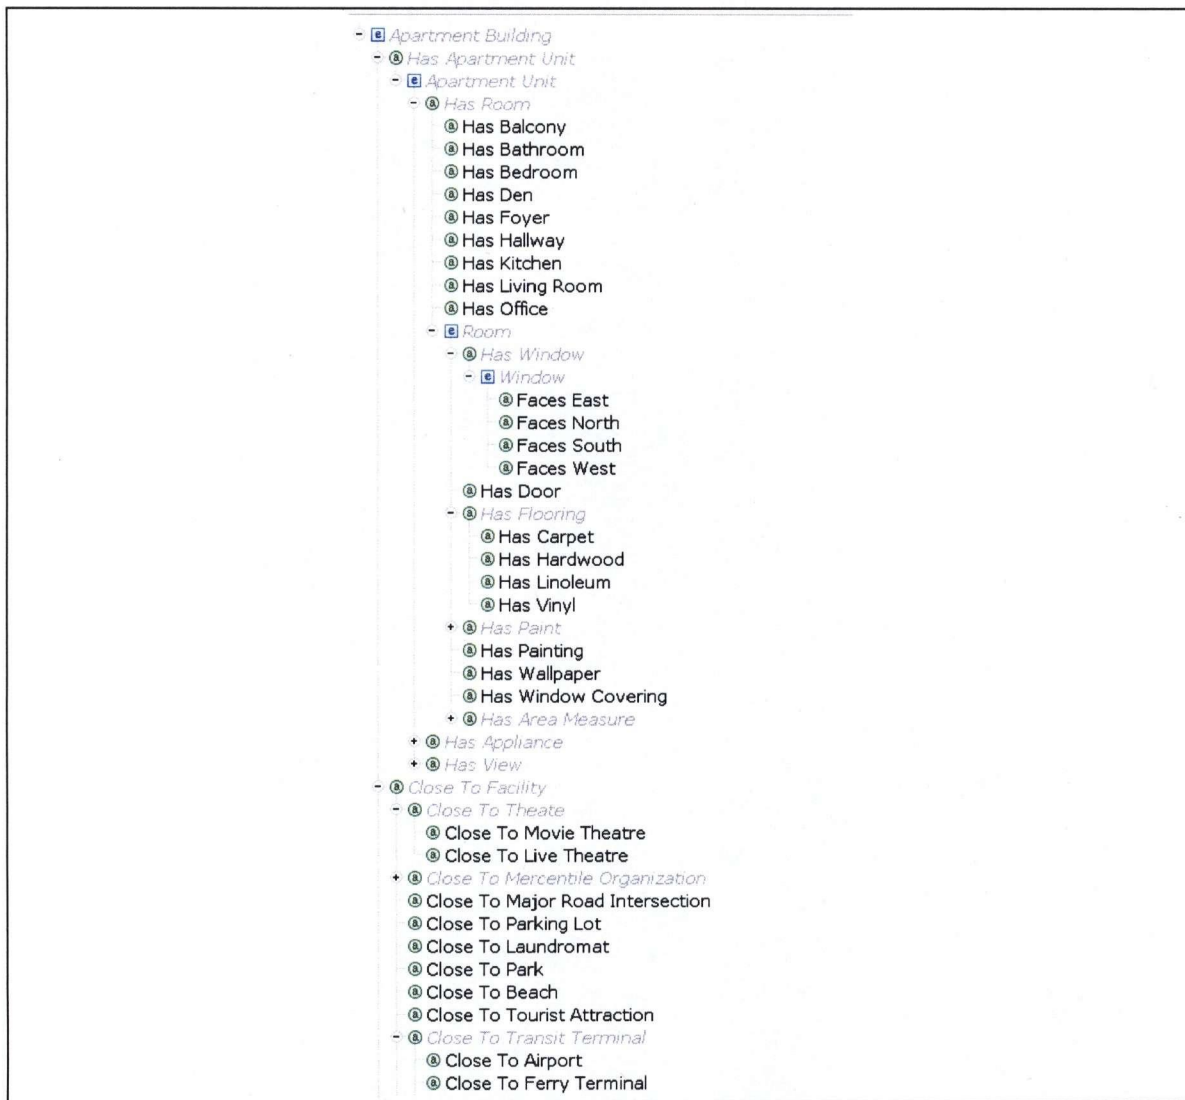 Apartment Building
Has Apartment Unit
Apartment Unit
Has Room
Has Balcony
Has Bathroom
Has Bedroom
Has Den
Has Foyer
Has Hallway
Has Kitchen
Has Living Room
Has Office
Room
Has Window
Window
Faces East
Faces North
Faces South
Faces West
Has Door
Has Flooring
Has Carpet
Has Hardwood
Has Linoleum
Has Vinyl
Has Paint
Has Painting
Has Wallpaper
Has Window Covering
Has Area Measure
Has Appliance
Has View
Close To Facility
Close To Theate
Close To Movie Theatre
Close To Live Theatre
Close To Mercentile Organization
Close To Major Road Intersection
Close To Parking Lot
Close To Laundromat
Close To Park
Close To Beach
Close To Tourist Attraction
Close To Transit Terminal
Close To Airport
Close To Ferry Terminal